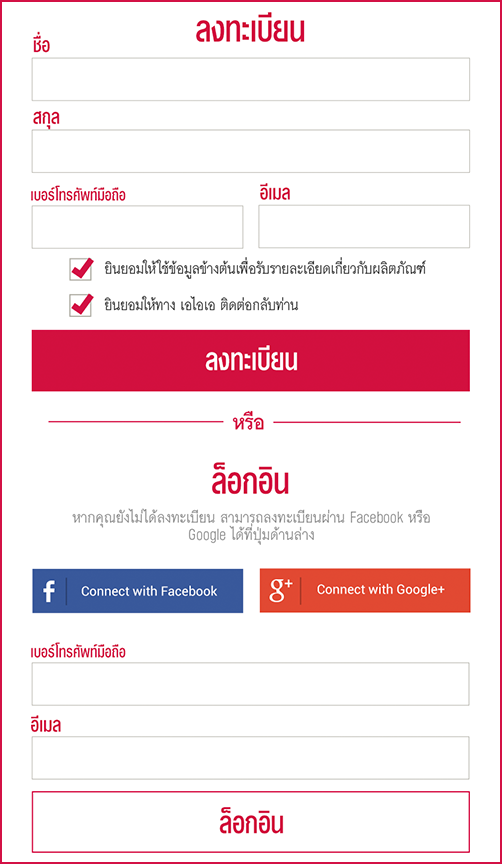 ลงทะเบียน
ชื่อ
สกุล
เบอร์โทรศัพท์มือถือ
อีเมล
ยินยอมให้ใช้ข้อมูลข้างต้นเพื่อรับรายละเอียดเกี่ยวกับผลิตภัณฑ์
ยินยอมให้ทาง เอไอเอ ติดต่อกลับท่าน
ลงทะเบียน
หรือ
ล็อกอิน
หากคุณยังไม่ได้ลงทะเบียน สามารถลงทะเบียนผ่าน Facebook หรือ
Google ได้ที่ปุ่มด้านล่าง
f Connect with Facebook
g+ Connect with Google+
เบอร์โทรศัพท์มือถือ
อีเมล
ล็อกอิน